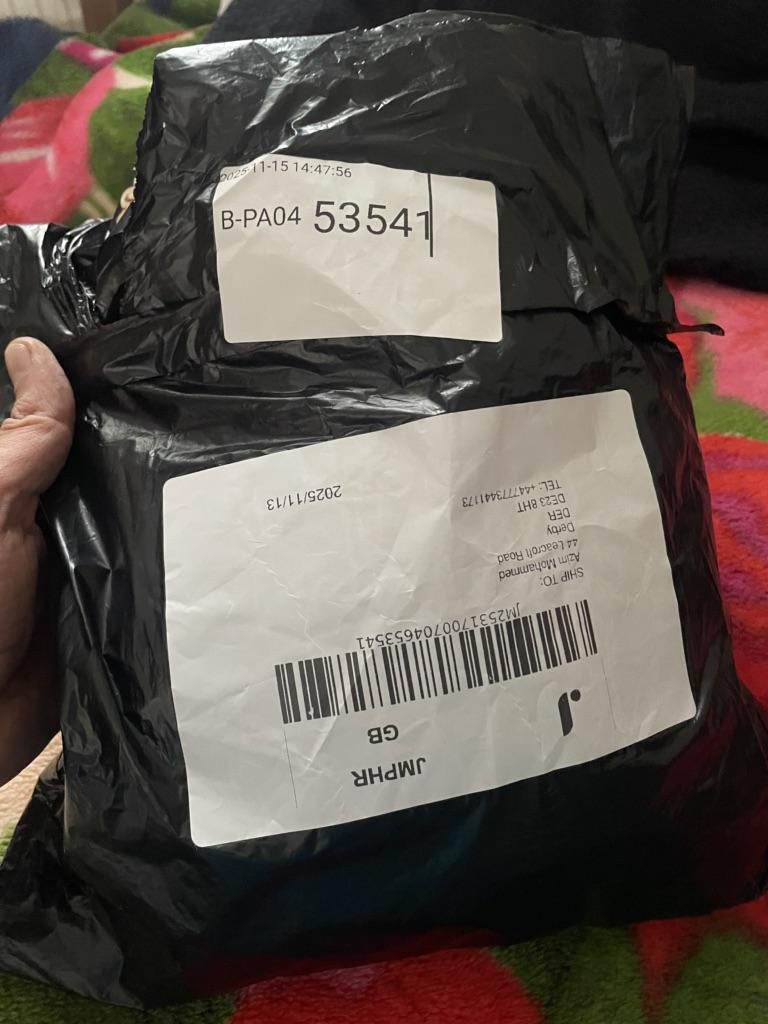 2025-11-15 14:47:56
B-PA04 53541
JMPHR
GB
JM2531700704653541
SHIP TO:
Azim Mohammed
44 Leacroft Road
Derby
DER
DE23 8HT
TEL: +447773441173
2025/11/13